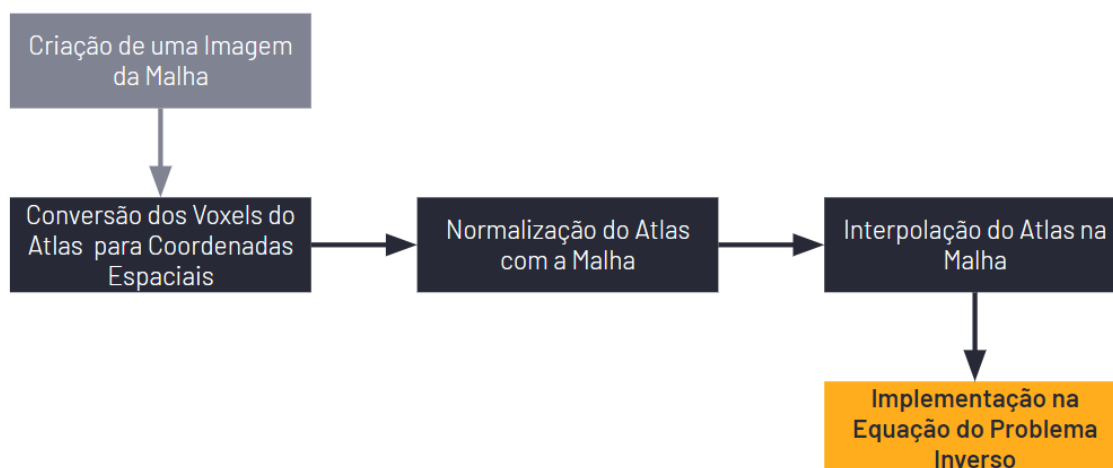 Criação de uma Imagem
da Malha
Conversão dos Voxels do
Atlas  para Coordenadas
Espaciais
Normalização do Atlas
com a Malha
Interpolação do Atlas na
Malha
Implementação na
Equação do Problema
Inverso